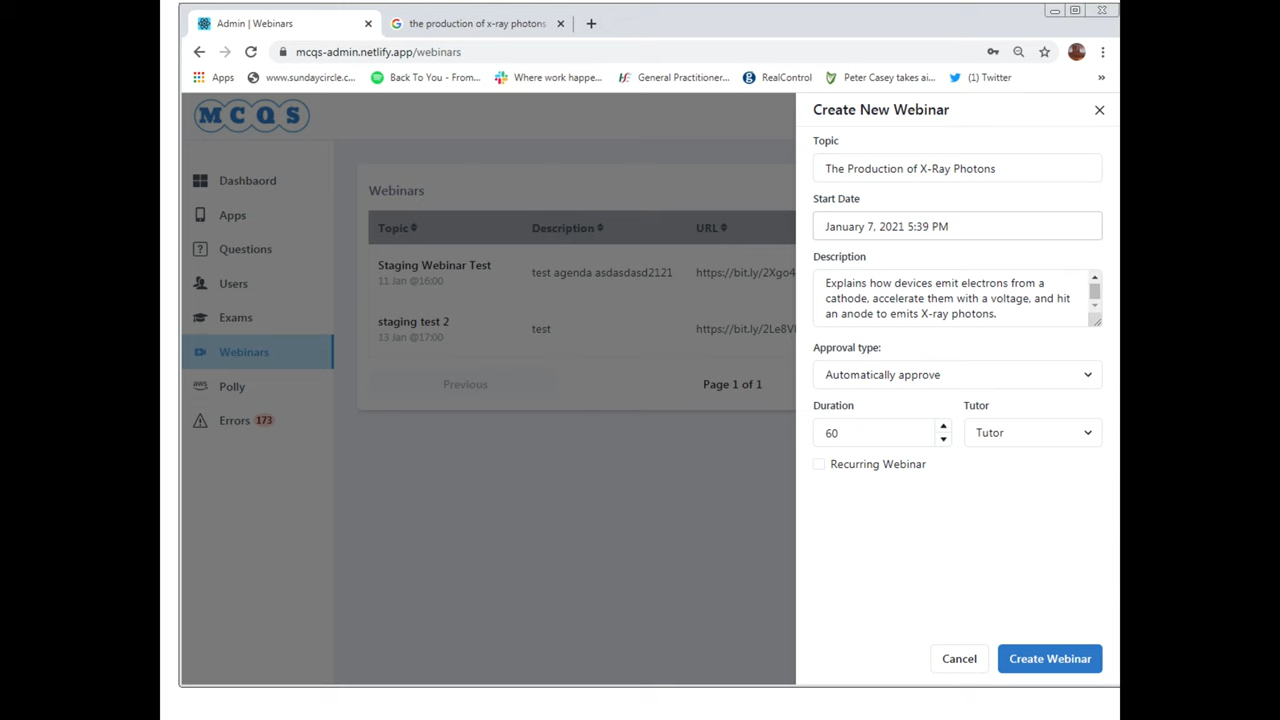 Admin | Webinars
the production of x-ray photons
mcqs-admin.netlify.app/webinars
Apps
www.sundaycircle.c...
Back To You - From...
Where work happe...
General Practitioner...
RealControl
Peter Casey takes ai...
(1) Twitter
»
MCQS
Dashbaord
Apps
Questions
Users
Exams
Webinars
aws
Polly
Errors 173
Webinars
Topic Description URL
Staging Webinar Test test agenda asdasdasd2121 https://bit.ly/2Xgo4
11 Jan @16:00
staging test 2 test https://bit.ly/2Le8V
13 Jan @17:00
Previous Page 1 of 1
Create New Webinar
Topic
The Production of X-Ray Photons
Start Date
January 7, 2021 5:39 PM
Description
Explains how devices emit electrons from a
cathode, accelerate them with a voltage, and hit
an anode to emits X-ray photons.
Approval type:
Automatically approve
Duration Tutor
60 Tutor
Recurring Webinar
Cancel Create Webinar